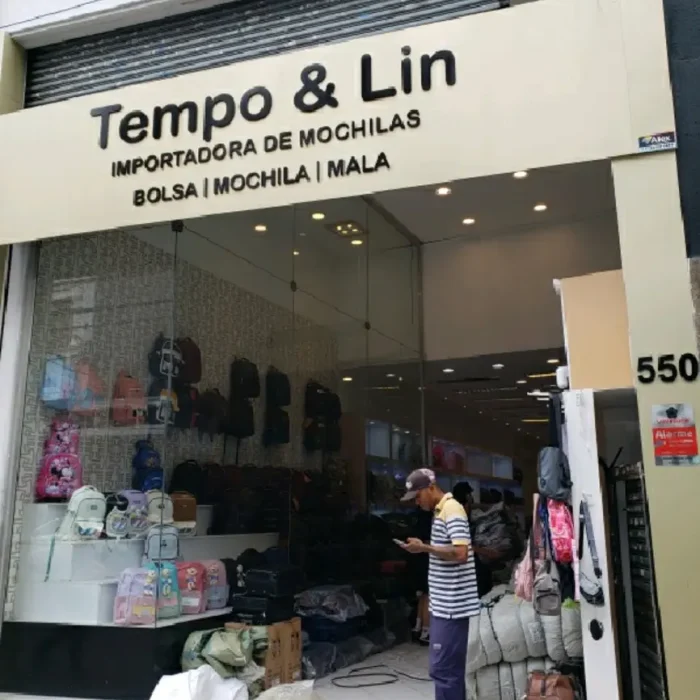 Tempo & Lin
IMPORTADORA DE MOCHILAS
BOLSA | MOCHILA | MALA
550
Alarme